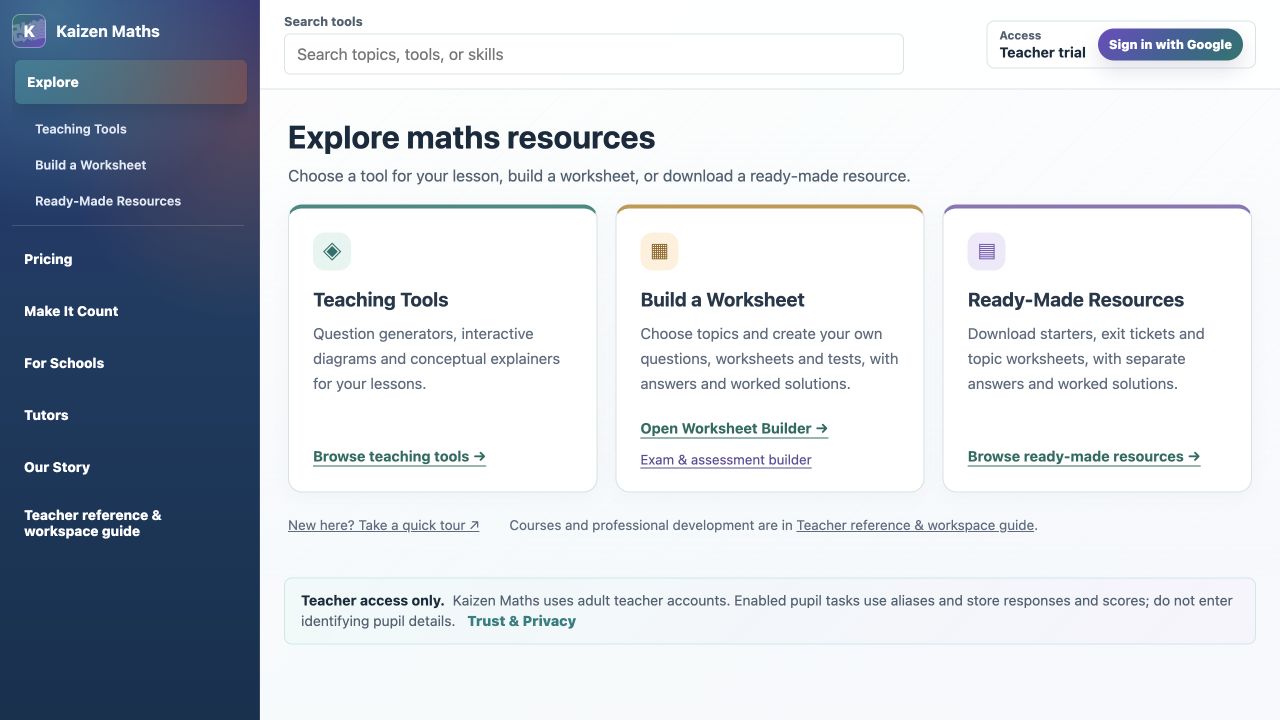 K
Kaizen Maths
Explore
Teaching Tools
Build a Worksheet
Ready-Made Resources
Pricing
Make It Count
For Schools
Tutors
Our Story
Teacher reference &
workspace guide
Search tools
Search topics, tools, or skills
Access
Teacher trial
Sign in with Google
Explore maths resources
Choose a tool for your lesson, build a worksheet, or download a ready-made resource.
Teaching Tools
Question generators, interactive
diagrams and conceptual explainers
for your lessons.
Browse teaching tools →
Build a Worksheet
Choose topics and create your own
questions, worksheets and tests, with
answers and worked solutions.
Open Worksheet Builder →
Exam & assessment builder
Ready-Made Resources
Download starters, exit tickets and
topic worksheets, with separate
answers and worked solutions.
Browse ready-made resources →
New here? Take a quick tour ↗
Courses and professional development are in Teacher reference & workspace guide.
Teacher access only. Kaizen Maths uses adult teacher accounts. Enabled pupil tasks use aliases and store responses and scores; do not enter
identifying pupil details. Trust & Privacy